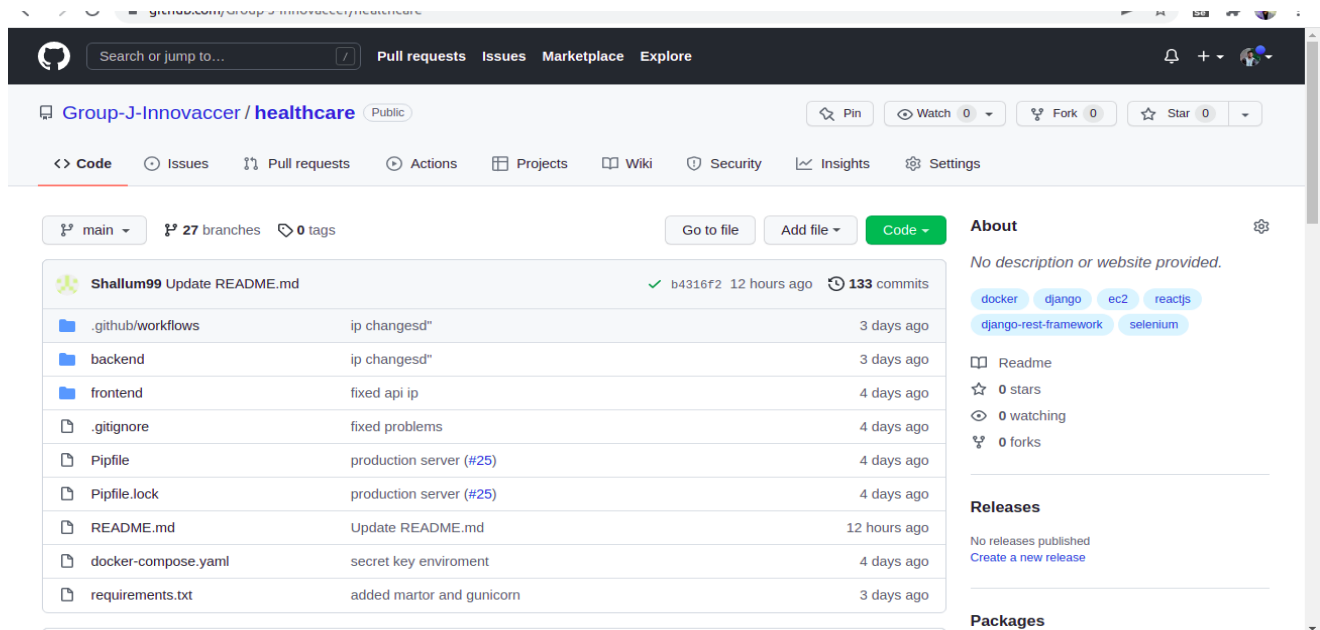 github.com/Group-J-Innovaccer/healthcare
Search or jump to... / Pull requests Issues Marketplace Explore
Group-J-Innovaccer / healthcare Public Pin Watch 0 Fork 0 Star 0
<> Code Issues Pull requests Actions Projects Wiki Security Insights Settings
main 27 branches 0 tags Go to file Add file Code
Shallum99 Update README.md b4316f2 12 hours ago 133 commits
.github/workflows ip changesd" 3 days ago
backend ip changesd" 3 days ago
frontend fixed api ip 4 days ago
.gitignore fixed problems 4 days ago
Pipfile production server (#25) 4 days ago
Pipfile.lock production server (#25) 4 days ago
README.md Update README.md 12 hours ago
docker-compose.yaml secret key enviroment 4 days ago
requirements.txt added martor and gunicorn 3 days ago
About
No description or website provided.
docker django ec2 reactjs
django-rest-framework selenium
Readme
0 stars
0 watching
0 forks
Releases
No releases published
Create a new release
Packages